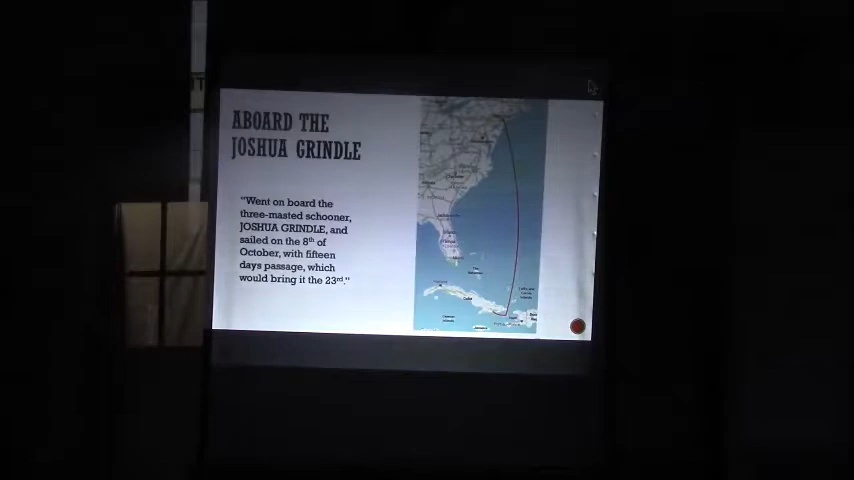 ABOARD THE
JOSHUA GRINDLE
"Went on board the
three-masted schooner,
JOSHUA GRINDLE, and
sailed on the 8th of
October, with fifteen
days passage, which
would bring it the 23rd."
Cuba